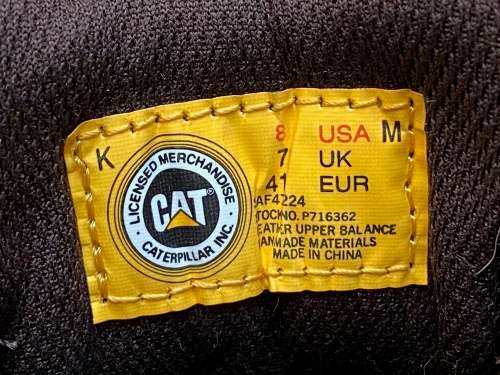 K
LICENSED MERCHANDISE
CAT®
CATERPILLAR INC.
8 USA M
7 UK
41 EUR
AF4224
TOCKNO. P716362
EATHER UPPER BALANCE
ANMADE MATERIALS
MADE IN CHINA